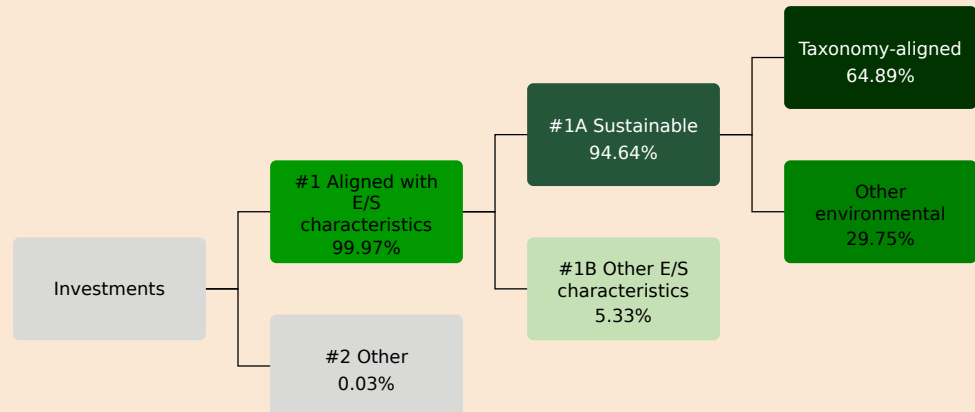 Investments
#1 Aligned with
E/S
characteristics
99.97%
#2 Other
0.03%
#1A Sustainable
94.64%
#1B Other E/S
characteristics
5.33%
Taxonomy-aligned
64.89%
Other
environmental
29.75%